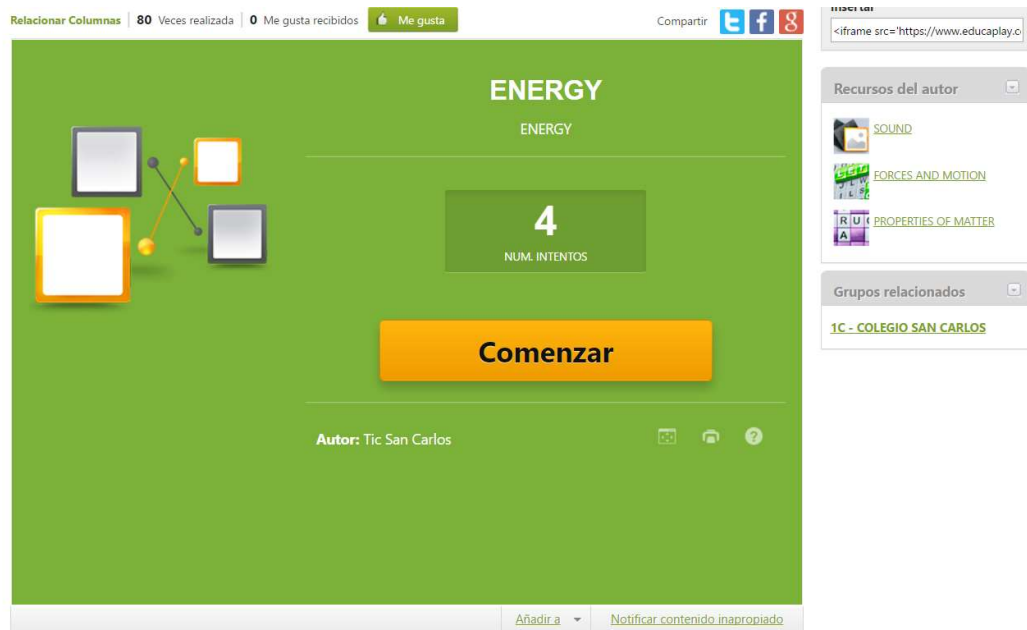 Relacionar Columnas 80 Veces realizada 0 Me gusta recibidos Me gusta Compartir
<iframe src='https://www.educaplay.c
ENERGY
ENERGY
4
NUM. INTENTOS
Comenzar
Autor: Tic San Carlos
Añadir a Notificar contenido inapropiado
Recursos del autor
SOUND
FORCES AND MOTION
PROPERTIES OF MATTER
Grupos relacionados
1C - COLEGIO SAN CARLOS